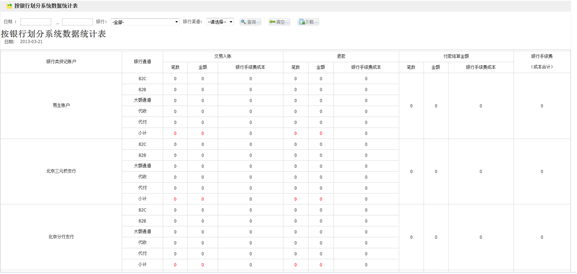 按银行划分系统数据统计表
日期： -- 银行： -全部- 银行渠道： --请选择-- 查询... 清空... 下载...
按银行划分系统数据统计表
日期: 2013-03-21
银行类诗记账户 银行渠道 交易入账 退款 付款结算金额 银行手续费
（成本会计）
笔数 金额 银行手续费成本 笔数 金额 银行手续费成本 笔数 金额 银行手续费成本
B2C 0 0 0 0 0 0
B2B 0 0 0 0 0 0
大额通道 0 0 0 0 0 0
商主账户 代收 0 0 0 0 0 0 0 0 0 0
代付 0 0 0 0 0 0
小计 0 0 0 0 0 0
B2C 0 0 0 0 0 0
B2B 0 0 0 0 0 0
大额通道 0 0 0 0 0 0
北京三元桥支行 代收 0 0 0 0 0 0 0 0 0 0
代付 0 0 0 0 0 0
小计 0 0 0 0 0 0
B2C 0 0 0 0 0 0
B2B 0 0 0 0 0 0
大额通道 0 0 0 0 0 0
北京分行支行 代收 0 0 0 0 0 0 0 0 0 0
代付 0 0 0 0 0 0
小计 0 0 0 0 0 0